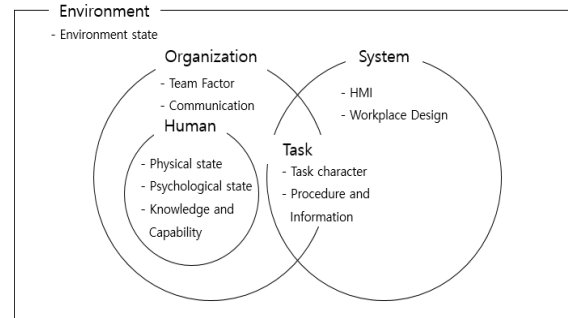 Environment
- Environment state
Organization
- Team Factor
- Communication
Human
- Physical state
- Psychological state
- Knowledge and
Capability
System
- HMI
- Workplace Design
Task
- Task character
- Procedure and
Information